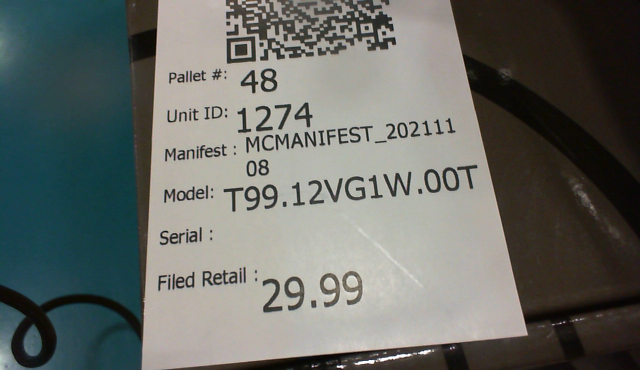 Pallet #: 48
Unit ID: 1274
Manifest : MCMANIFEST_202111
08
Model: T99.12VG1W.00T
Serial :
Filed Retail : 29.99